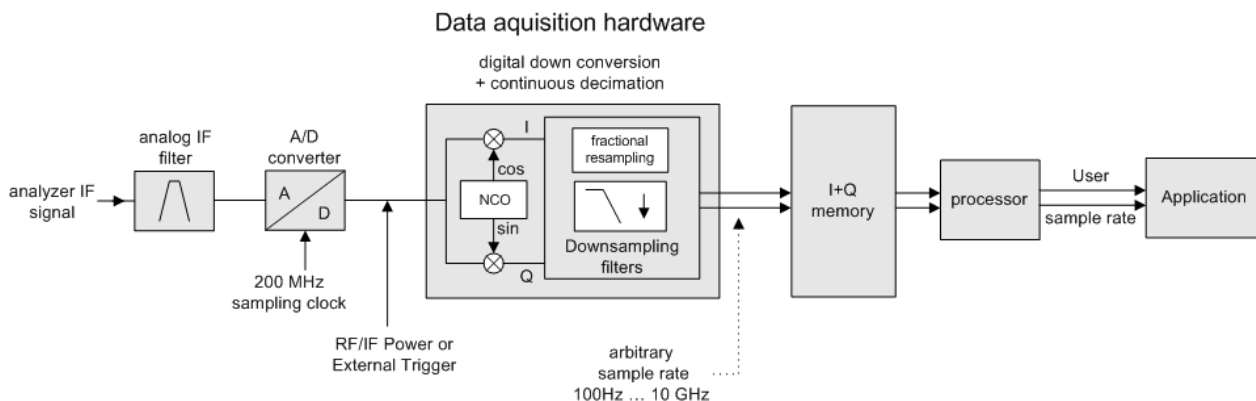 Data aquisition hardware
digital down conversion
+ continuous decimation
analog IF
filter
A/D
converter
analyzer IF
signal
A
D
200 MHz
sampling clock
RF/IF Power or
External Trigger
I
cos
NCO
sin
Q
fractional
resampling
Downsampling
filters
arbitrary
sample rate
100Hz ... 10 GHz
I+Q
memory
processor
User
sample rate
Application